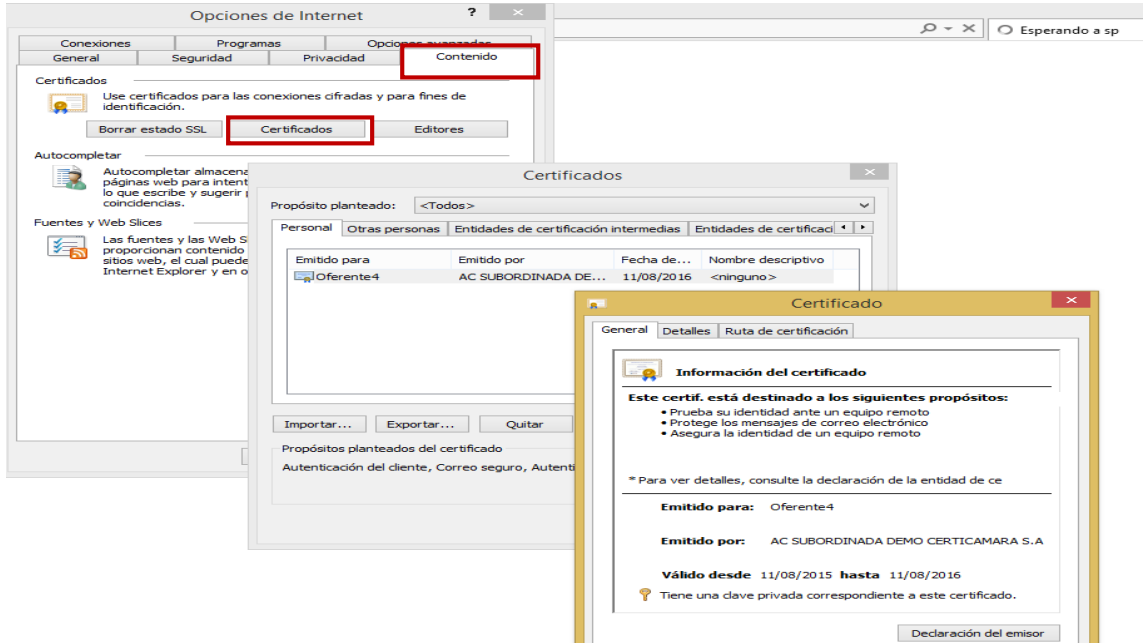 Opciones de Internet
?
Esperando a sp
Conexiones Programas Opciones avanzadas
General Seguridad Privacidad Contenido
Certificados
Use certificados para las conexiones cifradas y para fines de
identificación.
Borrar estado SSL Certificados Editores
Autocompletar
Autocompletar almacena
páginas web para intent
lo que escribe y sugerir
coincidencias.
Fuentes y Web Slices
Las fuentes y las Web S
proporcionan contenido
sitios web, el cual puede
Internet Explorer y en o
Certificados
Propósito planteado: <Todos>
Personal Otras personas Entidades de certificación intermedias Entidades de certificaci
Emitido para Emitido por Fecha de... Nombre descriptivo
Oferente4 AC SUBORDINADA DE... 11/08/2016 <ninguno>
Importar... Exportar... Quitar
Propósitos planteados del certificado
Autenticación del cliente, Correo seguro, Autenti
Certificado
General Detalles Ruta de certificación
Información del certificado
Este certif. está destinado a los siguientes propósitos:
• Prueba su identidad ante un equipo remoto
• Protege los mensajes de correo electrónico
• Asegura la identidad de un equipo remoto
* Para ver detalles, consulte la declaración de la entidad de ce
Emitido para: Oferente4
Emitido por: AC SUBORDINADA DEMO CERTICAMARA S.A
Válido desde 11/08/2015 hasta 11/08/2016
Tiene una clave privada correspondiente a este certificado.
Declaración del emisor